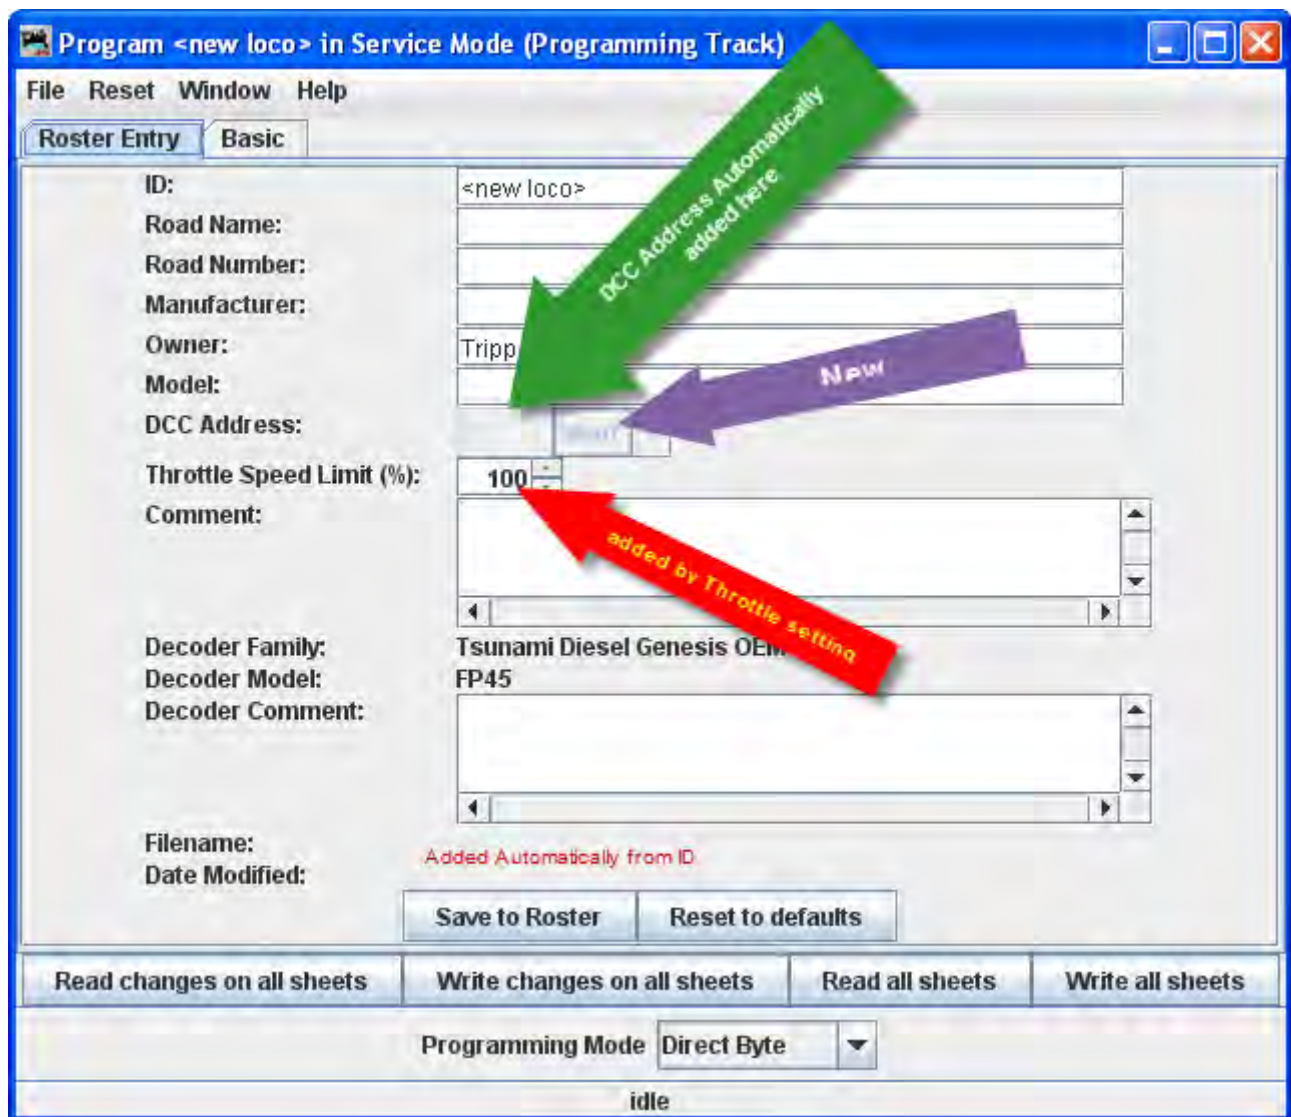 Program <new loco> in Service Mode (Programming Track)
File Reset Window Help
Roster Entry Basic
ID: <new loco>
Road Name:
Road Number:
Manufacturer:
Owner: Tripp
Model:
DCC Address:
DCC Address Automatically
added here
New
Throttle Speed Limit (%): 100
added by Throttle setting
Comment:
Decoder Family: Tsunami Diesel Genesis OEM
Decoder Model: FP45
Decoder Comment:
Filename:
Added Automatically from ID
Date Modified:
Save to Roster Reset to defaults
Read changes on all sheets Write changes on all sheets Read all sheets Write all sheets
Programming Mode Direct Byte
idle